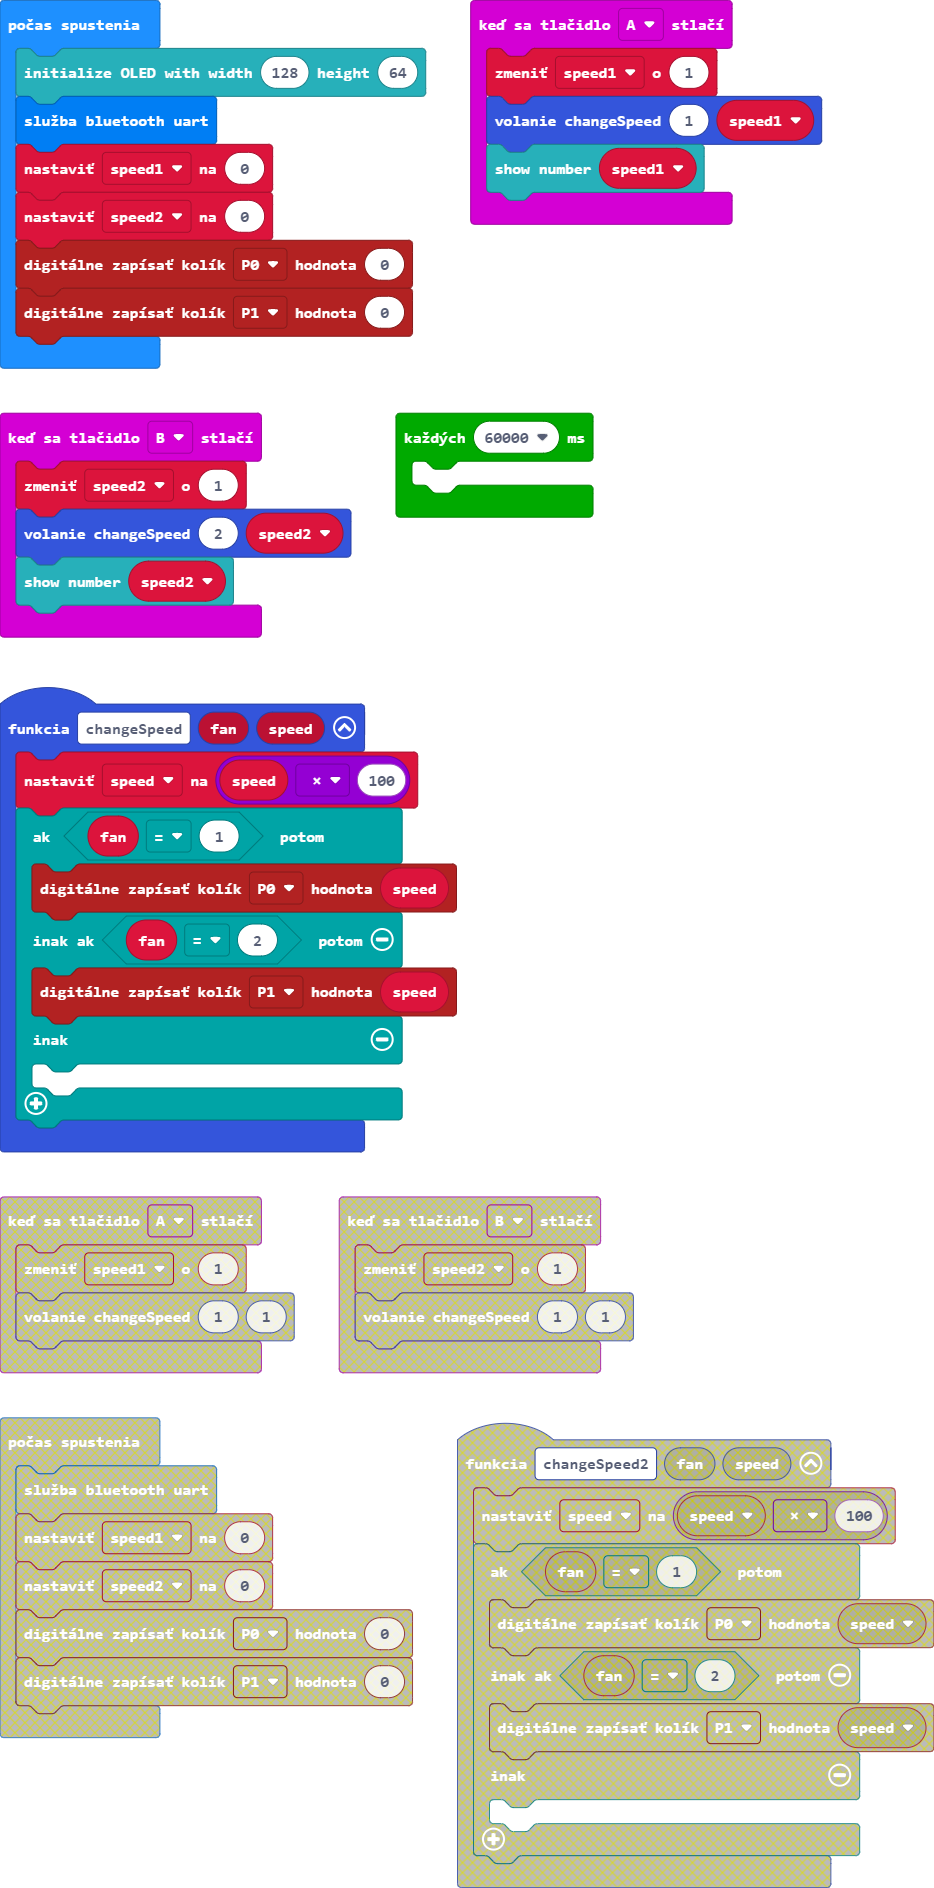 počas spustenia
initialize OLED with width 128 height 64
služba bluetooth uart
nastaviť speed1 na 0
nastaviť speed2 na 0
digitálne zapísať kolík P0 hodnota 0
digitálne zapísať kolík P1 hodnota 0
keď sa tlačidlo A stlačí
zmeniť speed1 o 1
volanie changeSpeed 1 speed1
show number speed1
keď sa tlačidlo B stlačí
zmeniť speed2 o 1
volanie changeSpeed 2 speed2
show number speed2
každých 60000 ms
funkcia changeSpeed fan speed
nastaviť speed na speed × 100
ak fan = 1 potom
digitálne zapísať kolík P0 hodnota speed
inak ak fan = 2 potom
digitálne zapísať kolík P1 hodnota speed
inak
keď sa tlačidlo A stlačí
zmeniť speed1 o 1
volanie changeSpeed 1 1
keď sa tlačidlo B stlačí
zmeniť speed2 o 1
volanie changeSpeed 1 1
počas spustenia
služba bluetooth uart
nastaviť speed1 na 0
nastaviť speed2 na 0
digitálne zapísať kolík P0 hodnota 0
digitálne zapísať kolík P1 hodnota 0
funkcia changeSpeed2 fan speed
nastaviť speed na speed × 100
ak fan = 1 potom
digitálne zapísať kolík P0 hodnota speed
inak ak fan = 2 potom
digitálne zapísať kolík P1 hodnota speed
inak